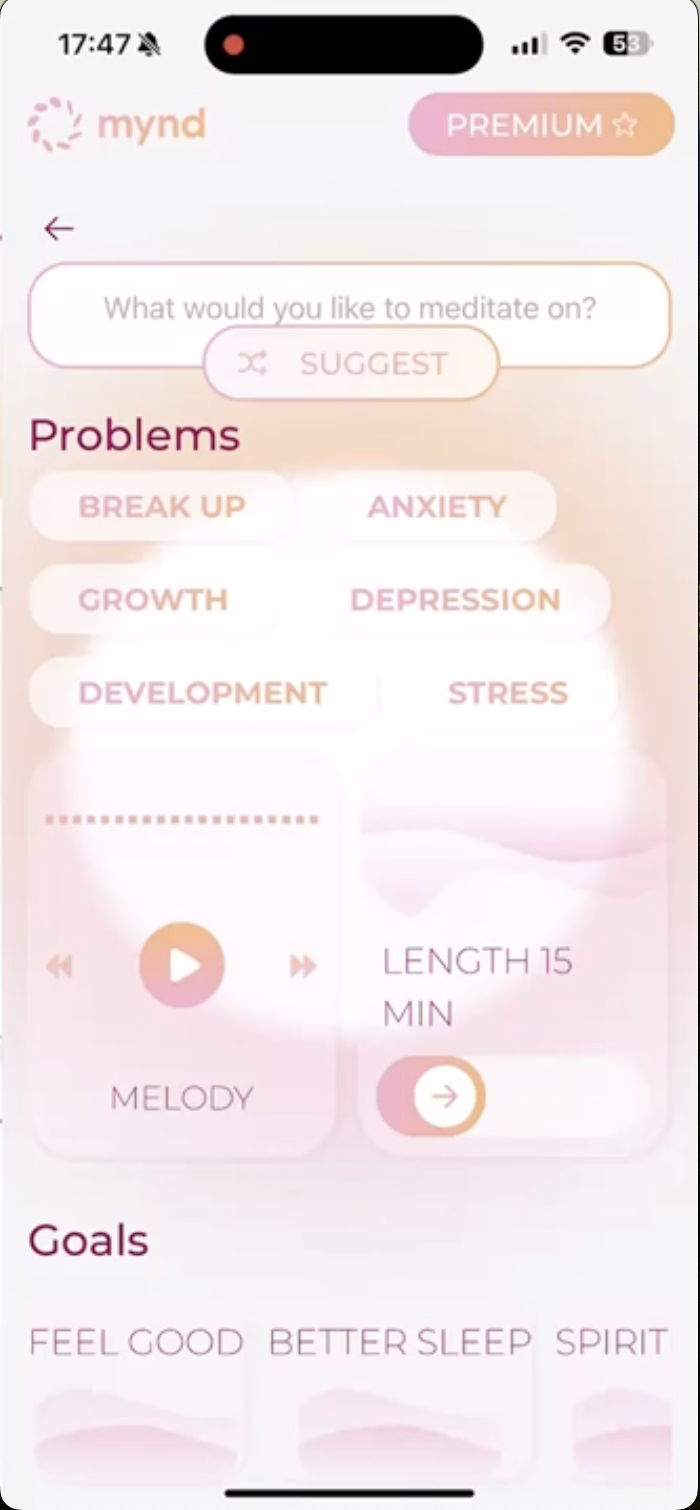 17:47
53
mynd
PREMIUM
What would you like to meditate on?
SUGGEST
Problems
BREAK UP
ANXIETY
GROWTH
DEPRESSION
DEVELOPMENT
STRESS
LENGTH 15
MIN
MELODY
Goals
FEEL GOOD
BETTER SLEEP
SPIRIT